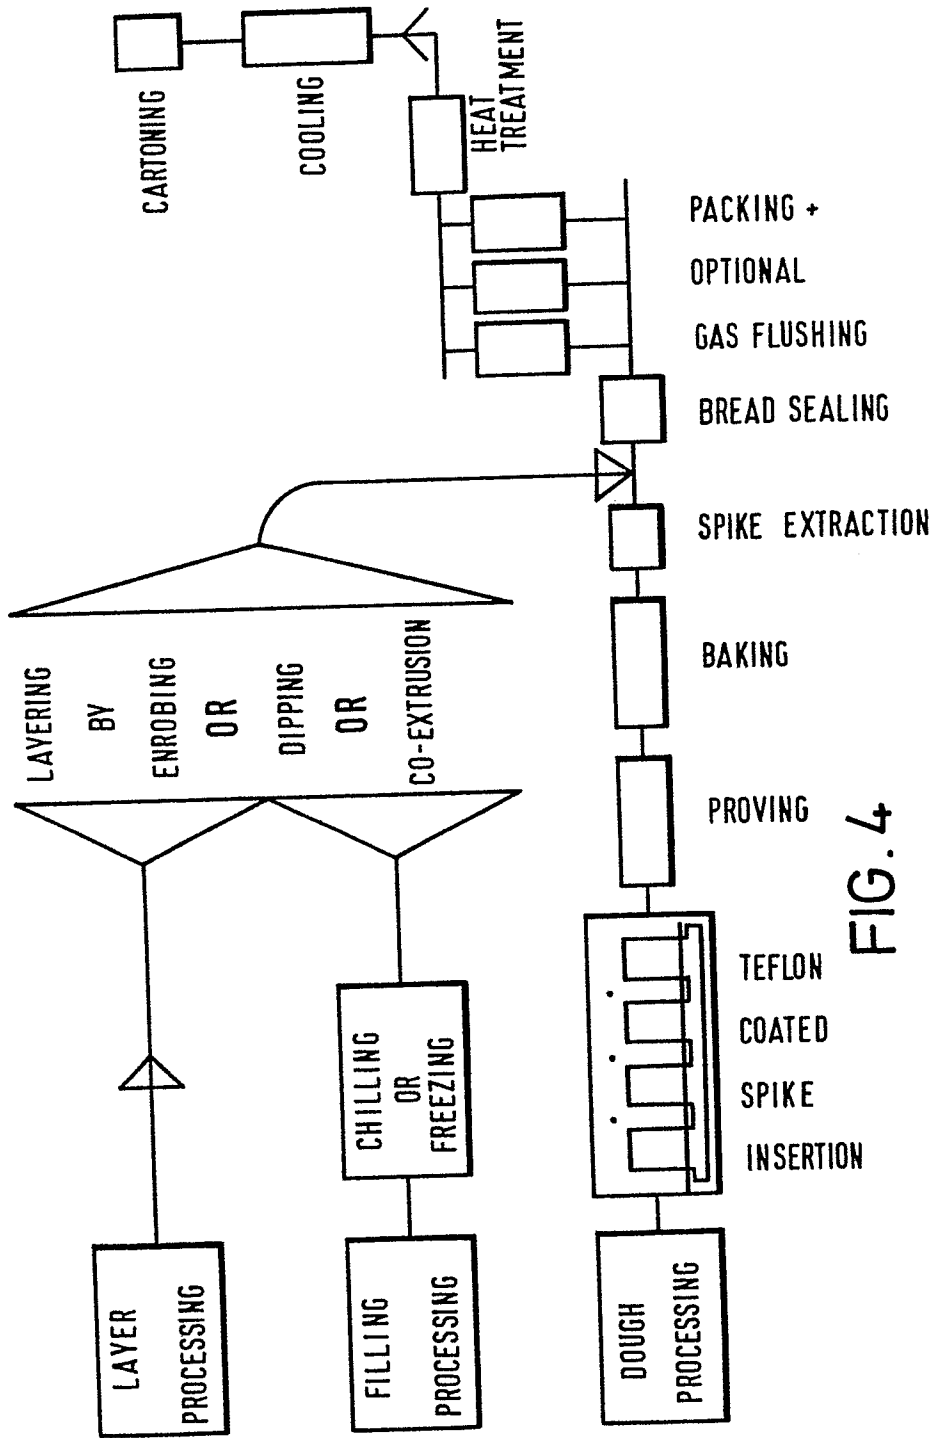 CARTONING
COOLING
HEAT
TREATMENT
PACKING +
OPTIONAL
GAS FLUSHING
BREAD SEALING
SPIKE EXTRACTION
BAKING
PROVING
LAYERING
BY
ENROBING
OR
DIPPING
OR
CO-EXTRUSION
CHILLING
OR
FREEZING
TEFLON
COATED
SPIKE
INSERTION
LAYER
PROCESSING
FILLING
PROCESSING
DOUGH
PROCESSING
FIG. 4